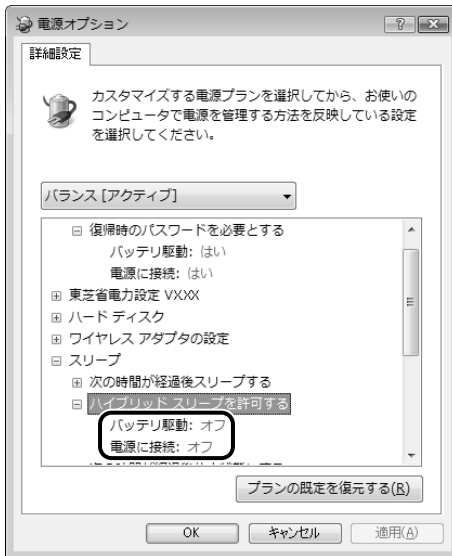 電源オプション
詳細設定
カスタマイズする電源プランを選択してから、お使いの
コンピュータで電源を管理する方法を反映している設定
を選択してください。
バランス [アクティブ]
復帰時のパスワードを必要とする
バッテリ駆動: はい
電源に接続: はい
東芝省電力設定 VX.XX
ハード ディスク
ワイヤレス アダプタの設定
スリープ
次の時間が経過後スリープする
ハイブリッド スリープを許可する
バッテリ駆動: オフ
電源に接続: オフ
プランの既定を復元する(R)
OK
キャンセル
適用(A)